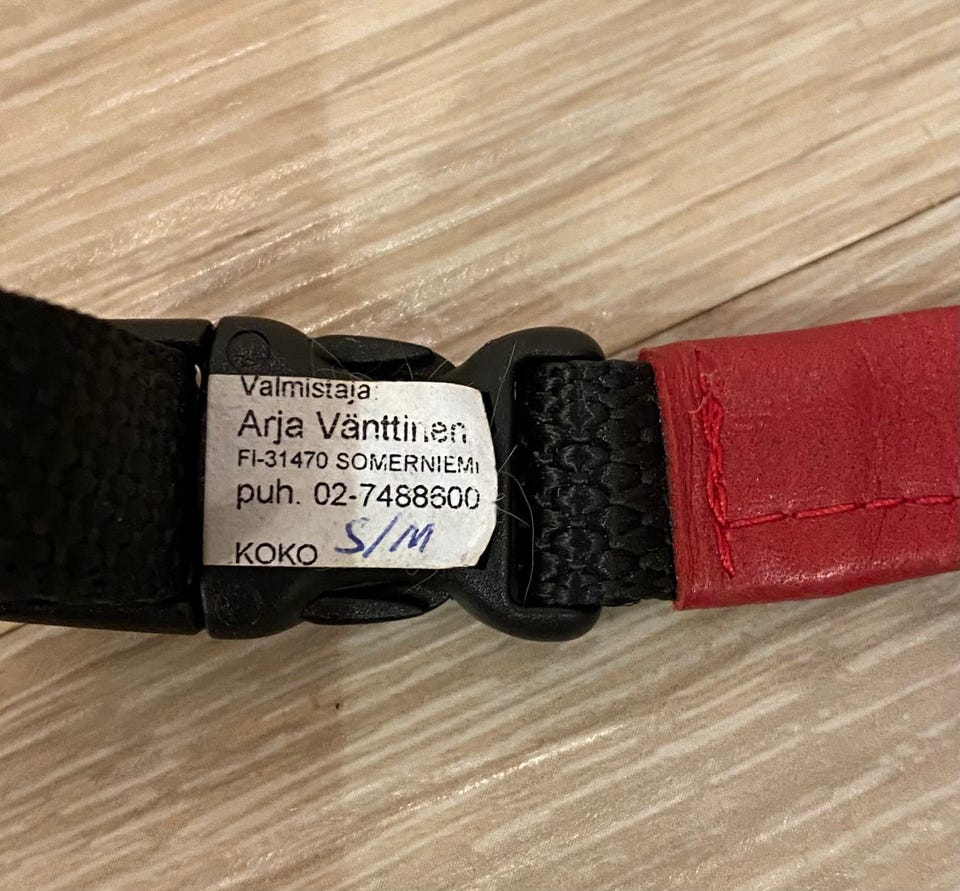 Valmistaja:
Arja Vänttinen
FI-31470 SOMERNIEMI
puh. 02-7488600
KOKO S/M